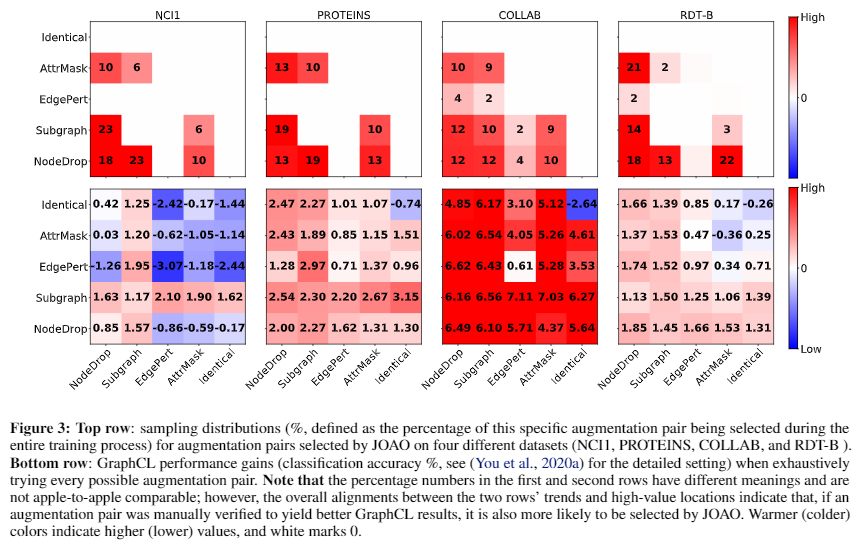 NCI1 PROTEINS COLLAB RDT-B
High
Identical
AttrMask 10 6 13 10 10 9 21 2
EdgePert 4 2 2 0
Subgraph 23 6 19 10 12 10 2 9 14 3
NodeDrop 18 23 10 13 19 13 12 12 4 10 18 13 22
High
Identical 0.42 1.25 -2.42 -0.17 -1.44 2.47 2.27 1.01 1.07 -0.74 4.85 6.17 3.10 5.12 -2.64 1.66 1.39 0.85 0.17 -0.26
AttrMask 0.03 1.20 -0.62 -1.05 -1.14 2.43 1.89 0.85 1.15 1.51 6.02 6.54 4.05 5.26 4.61 1.37 1.53 0.47 -0.36 0.25
EdgePert -1.26 1.95 -3.07 -1.18 -2.44 1.28 2.97 0.71 1.37 0.96 6.62 6.43 0.61 5.28 3.53 1.74 1.52 0.97 0.34 0.71 0
Subgraph 1.63 1.17 2.10 1.90 1.62 2.54 2.30 2.20 2.67 3.15 6.16 6.56 7.11 7.03 6.27 1.13 1.50 1.25 1.06 1.39
NodeDrop 0.85 1.57 -0.86 -0.59 -0.17 2.00 2.27 1.62 1.31 1.30 6.49 6.10 5.71 4.37 5.64 1.85 1.45 1.66 1.53 1.31
Low
NodeDrop Subgraph EdgePert AttrMask Identical NodeDrop Subgraph EdgePert AttrMask Identical NodeDrop Subgraph EdgePert AttrMask Identical NodeDrop Subgraph EdgePert AttrMask Identical
Figure 3: Top row: sampling distributions (%, defined as the percentage of this specific augmentation pair being selected during the
entire training process) for augmentation pairs selected by JOAO on four different datasets (NCI1, PROTEINS, COLLAB, and RDT-B ).
Bottom row: GraphCL performance gains (classification accuracy %, see (You et al., 2020a) for the detailed setting) when exhaustively
trying every possible augmentation pair. Note that the percentage numbers in the first and second rows have different meanings and are
not apple-to-apple comparable; however, the overall alignments between the two rows' trends and high-value locations indicate that, if an
augmentation pair was manually verified to yield better GraphCL results, it is also more likely to be selected by JOAO. Warmer (colder)
colors indicate higher (lower) values, and white marks 0.